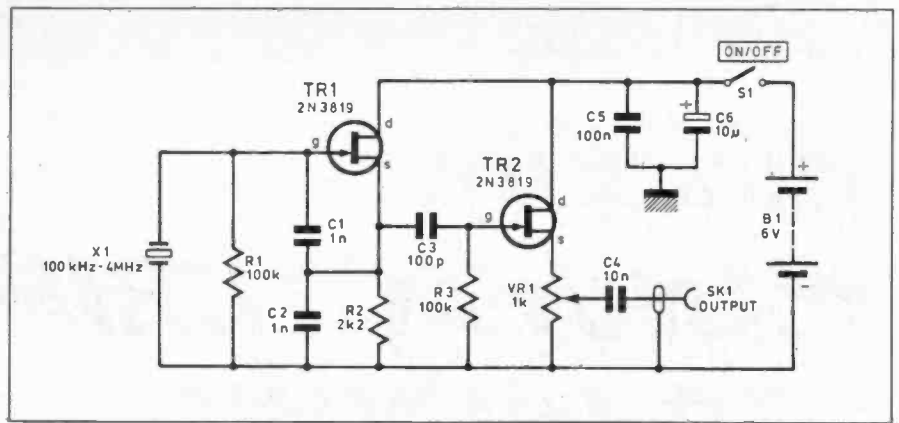 ON/OFF
S1
TR1
2N3819
d
g
s
TR2
2N3819
d
g
s
C5
100n
+
C6
10µ
+
B1
6V
-
X1
100kHz-4MHz
R1
100k
C1
1n
C2
1n
R2
2k2
C3
100p
R3
100k
VR1
1k
C4
10n
SK1
OUTPUT